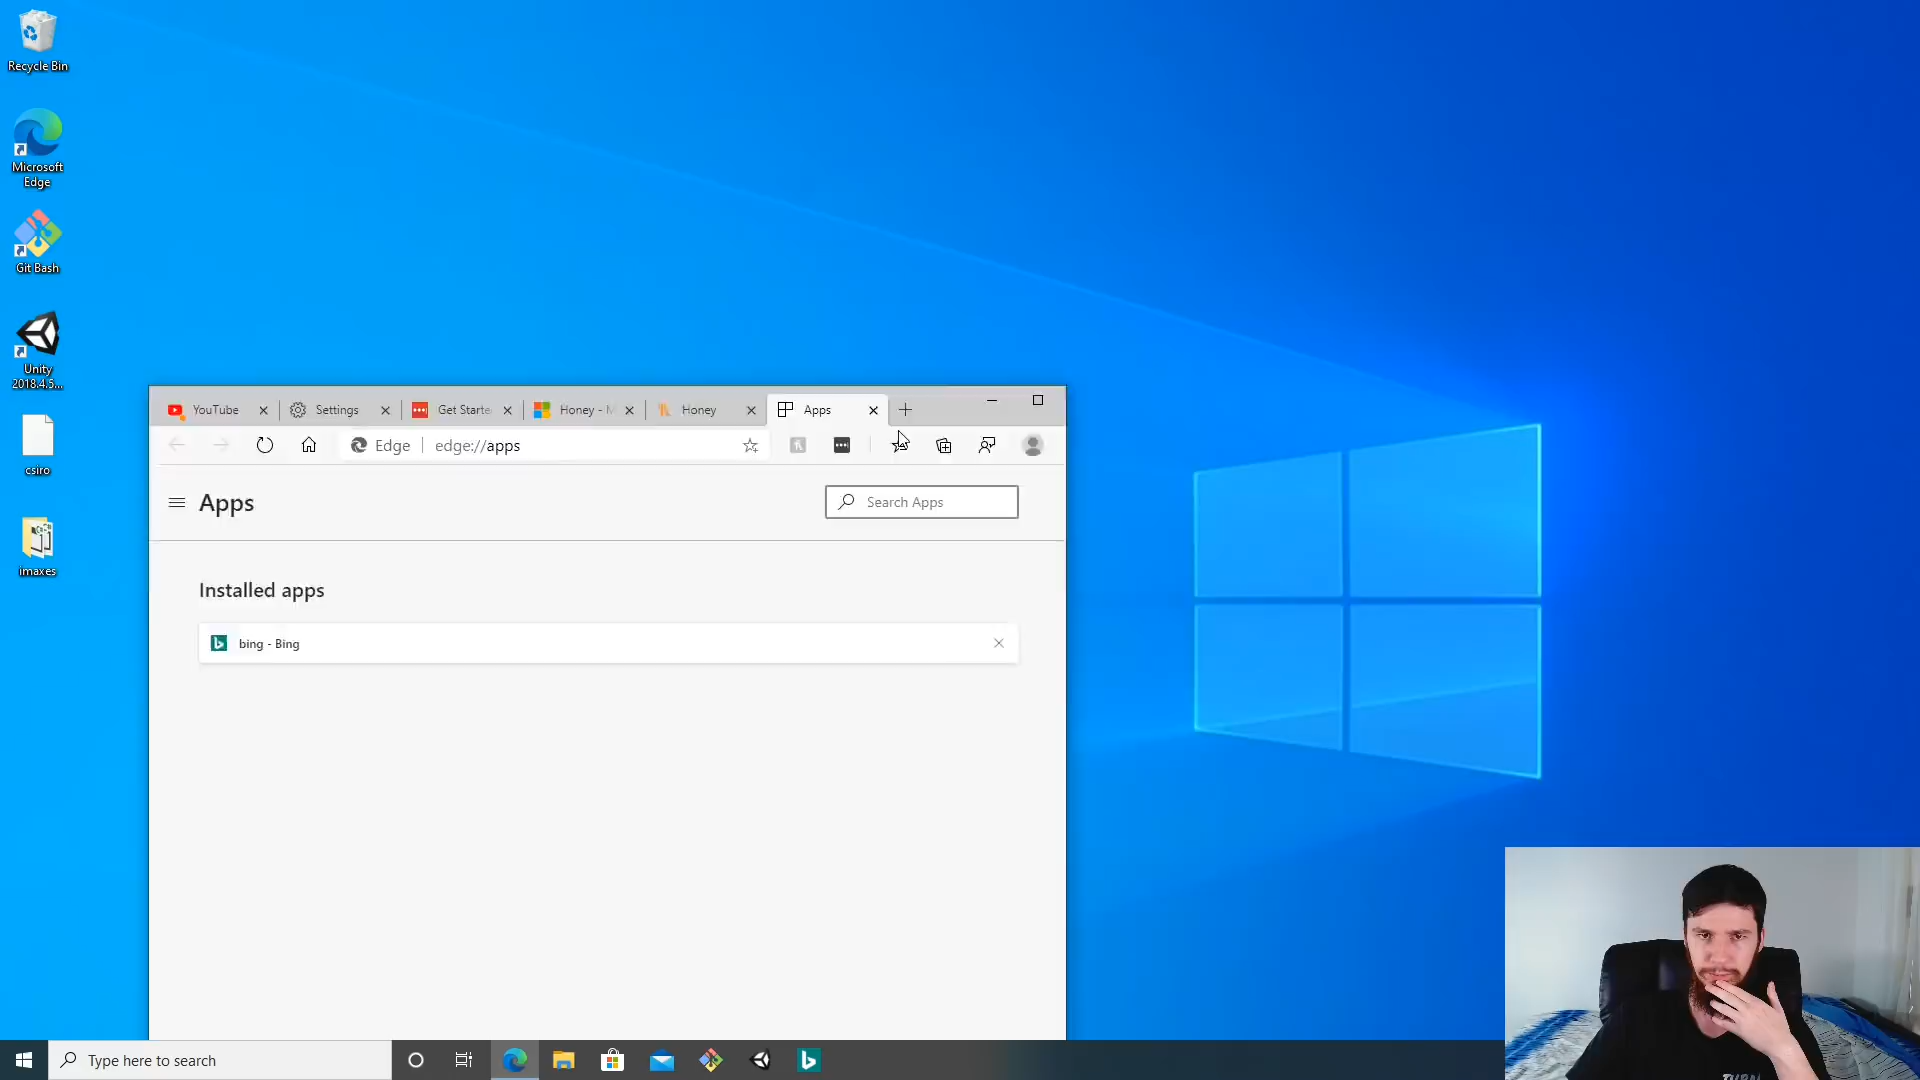 Recycle Bin
Microsoft
Edge
Git Bash
Unity
2018.4.5...
csiro
imaxes
YouTube
Settings
Get Starte
Honey - M
Honey
Apps
Edge
edge://apps
Apps
Search Apps
Installed apps
bing - Bing
Type here to search